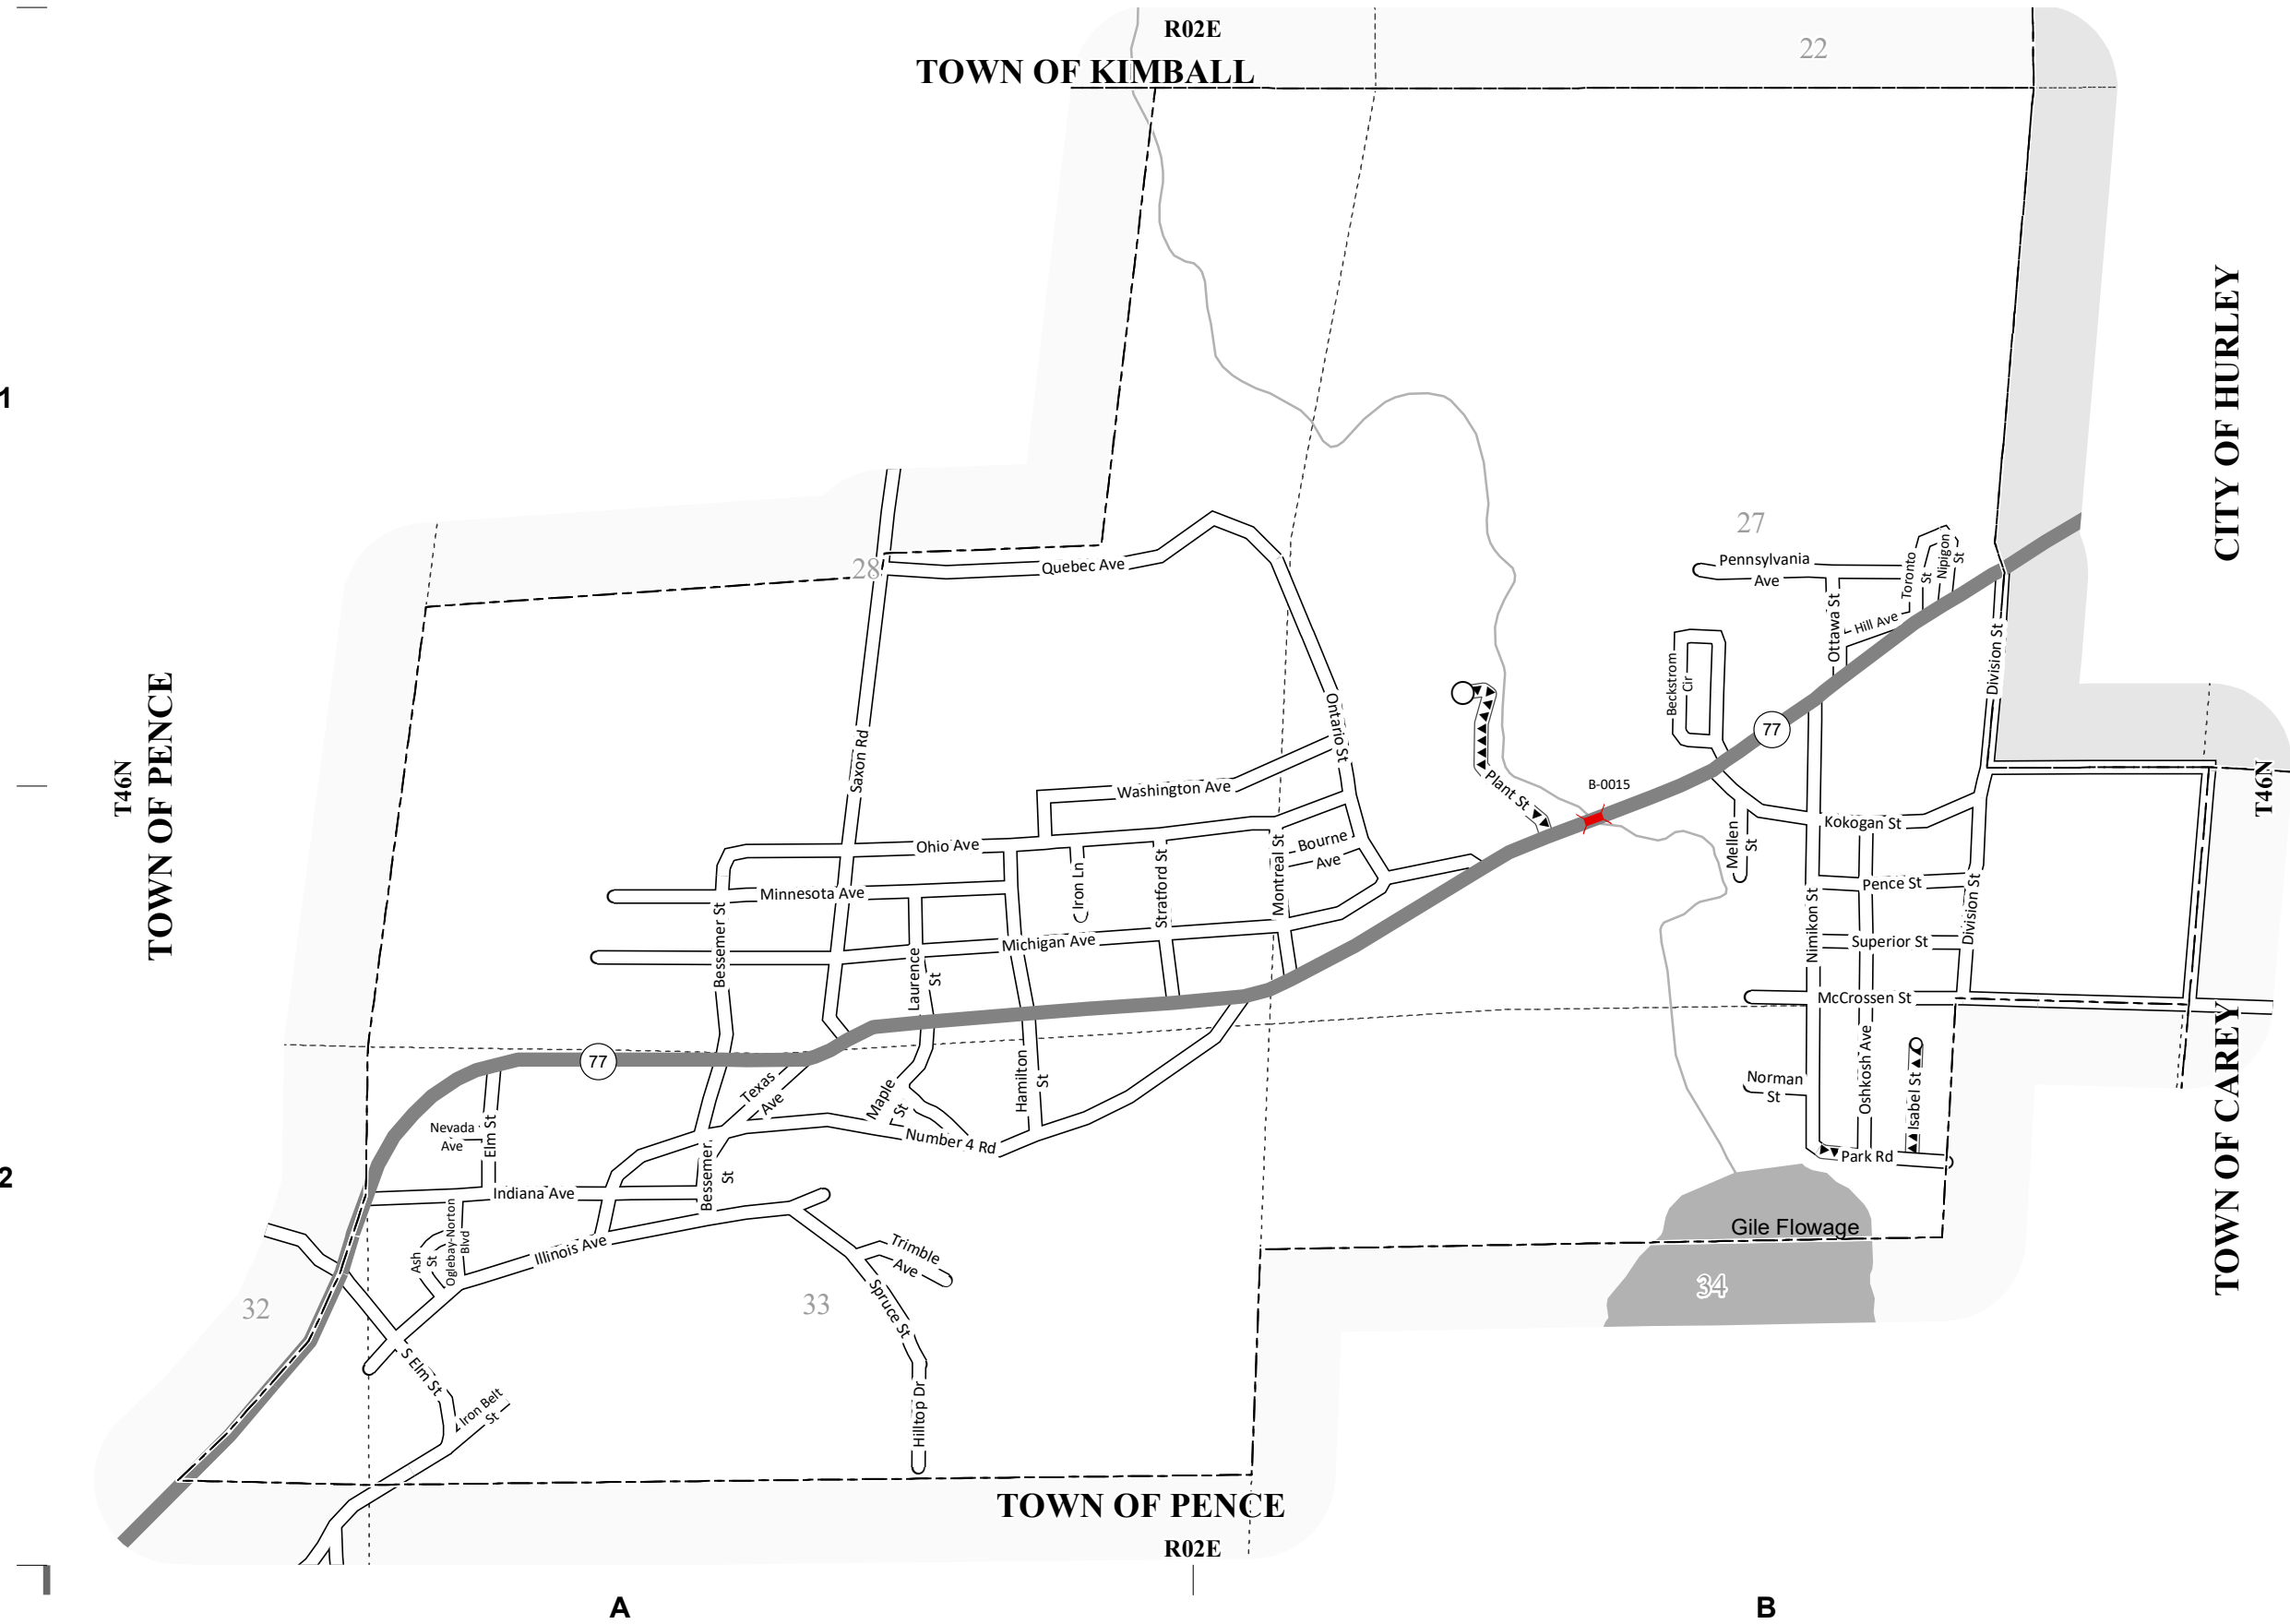 R02E
22
TOWN OF KIMBALL
1
CITY OF HURLEY
27
Pennsylvania
Ave
Toronto
St
Nipigon
St
28
Quebec Ave
Ottawa St
Hill Ave
Division St
Beckstrom
Cir
T46N
TOWN OF PENCE
Saxon Rd
Ontario St
77
Washington Ave
Plant St
B-0015
T46N
Kokogan St
Mellen
St
Ohio Ave
Bourne
Ave
Montreal St
Stratford St
Iron Ln
Minnesota Ave
Pence St
Bessemer St
Michigan Ave
Nimikon St
Superior St
Division St
Laurence
St
McCrossen St
77
Texas
Ave
Maple
St
Hamilton
St
Norman
St
Oshkosh Ave
Isabel St
TOWN OF CAREY
Nevada
Ave
Elm St
Number 4 Rd
Park Rd
2
Indiana Ave
Bessemer
St
Oglebay-Norton
Blvd
Ash
St
Illinois Ave
Trimble
Ave
Gile Flowage
32
33
34
Spruce St
S Elm St
Iron Belt
St
Hilltop Dr
TOWN OF PENCE
R02E
A
B